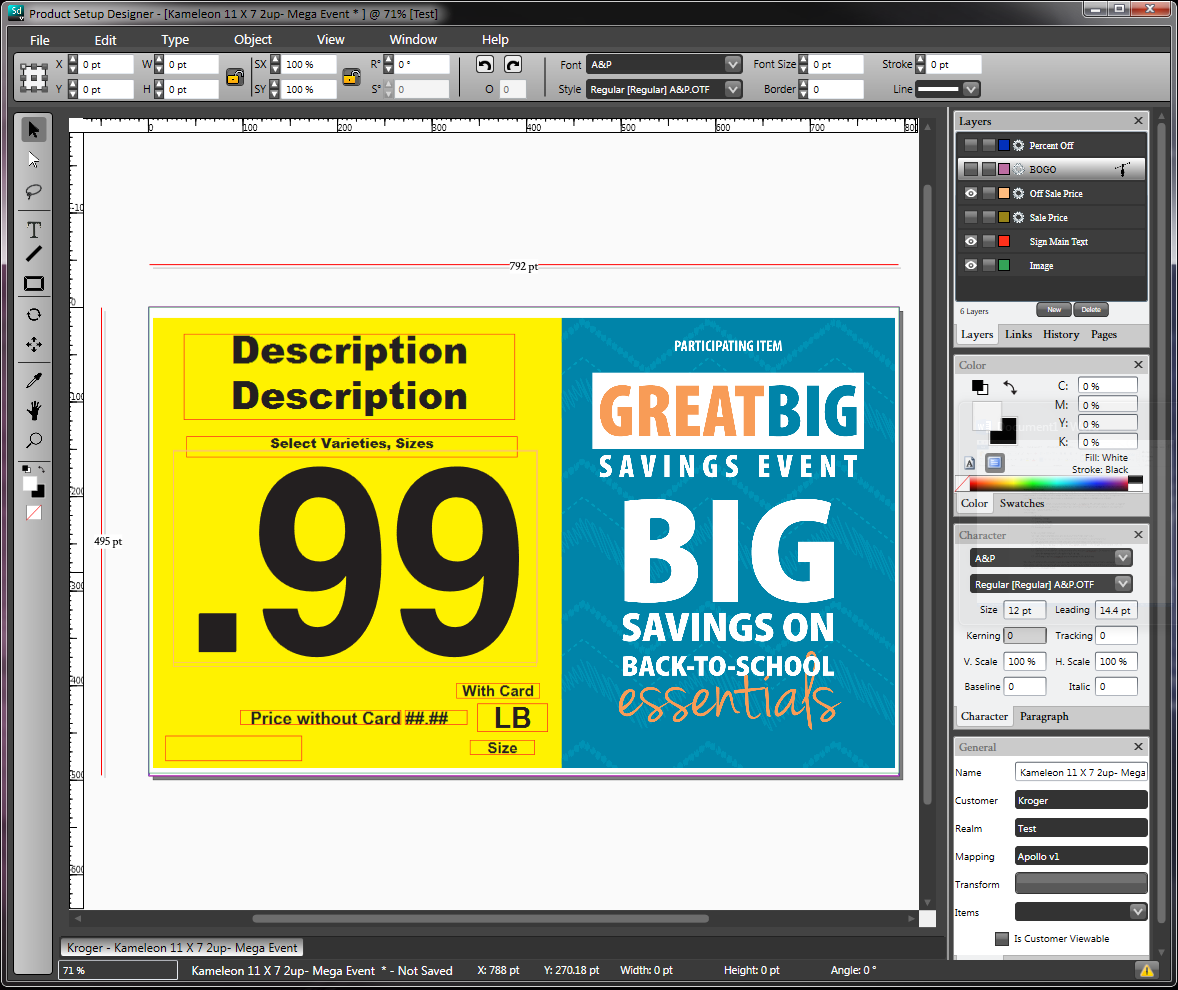 Sd
Product Setup Designer - [Kameleon 11 X 7 2up- Mega Event * ] @ 71% [Test]
File Edit Type Object View Window Help
X 0 pt W 0 pt SX 100 % R° 0 ° Font A&P Font Size 0 pt Stroke 0 pt
Y 0 pt H 0 pt SY 100 % S° 0 O 0 Style Regular [Regular] A&P.OTF Border 0 Line
0 100 200 300 400 500 600 700 800
-100
0
100
200
300
400
500
600
792 pt
495 pt
Description
Description
Select Varieties, Sizes
.99
With Card
Price without Card ##.##
LB
Size
PARTICIPATING ITEM
GREATBIG
SAVINGS EVENT
BIG
SAVINGS ON
BACK-TO-SCHOOL
essentials
Layers
Percent Off
BOGO
Off Sale Price
Sale Price
Sign Main Text
Image
6 Layers New Delete
Layers Links History Pages
Color
C: 0 %
M: 0 %
Y: 0 %
K: 0 %
A
Fill: White
Stroke: Black
Color Swatches
Character
A&P
Regular [Regular] A&P.OTF
Size 12 pt Leading 14.4 pt
Kerning 0 Tracking 0
V. Scale 100 % H. Scale 100 %
Baseline 0 Italic 0
Character Paragraph
General
Name Kameleon 11 X 7 2up- Mega
Customer Kroger
Realm Test
Mapping Apollo v1
Transform
Items
Is Customer Viewable
Kroger - Kameleon 11 X 7 2up- Mega Event
71 % Kameleon 11 X 7 2up- Mega Event * - Not Saved X: 788 pt Y: 270.18 pt Width: 0 pt Height: 0 pt Angle: 0 °